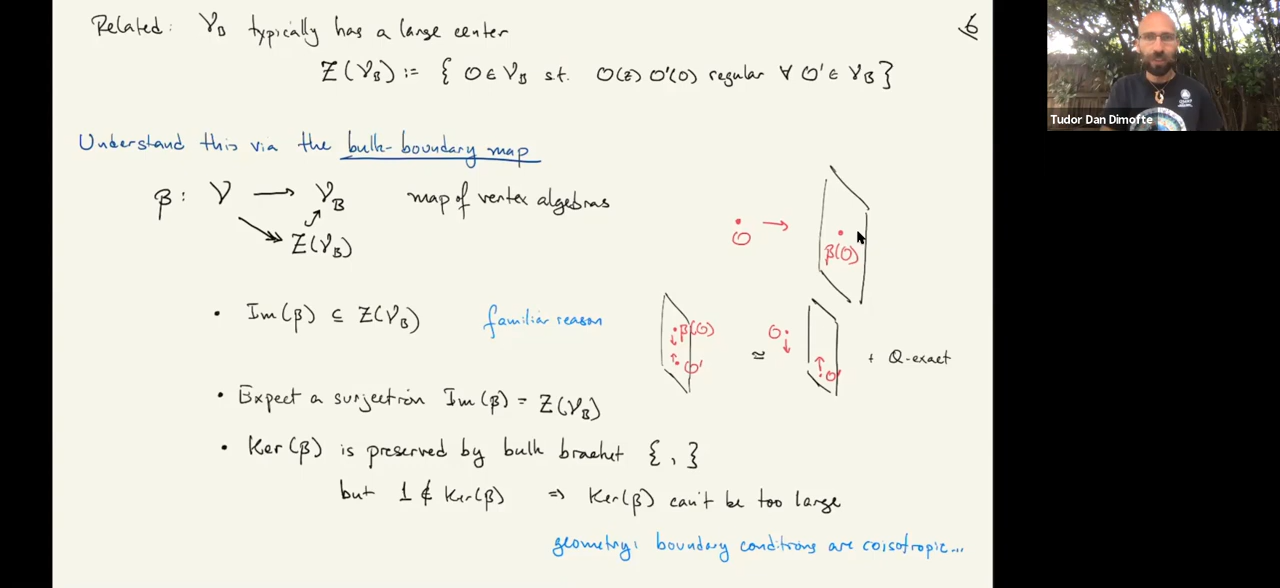 Related: V_B typically has a large center
6
Z(V_B) := { O ∈ V_B s.t. O(z) O'(0) regular ∀ O' ∈ V_B }
Tudor Dan Dimofte
Understand this via the bulk-boundary map
β: V → V_B map of vertex algebras
Z(V_B)
O → β(O)
• Im(β) ⊆ Z(V_B) familiar reason
β(O) O' ≃ O O' + Q-exact
• Expect a surjection Im(β) = Z(V_B)
• Ker(β) is preserved by bulk bracket { , }
but 1 ∉ Ker(β) ⇒ Ker(β) can't be too large
geometry: boundary conditions are coisotropic...